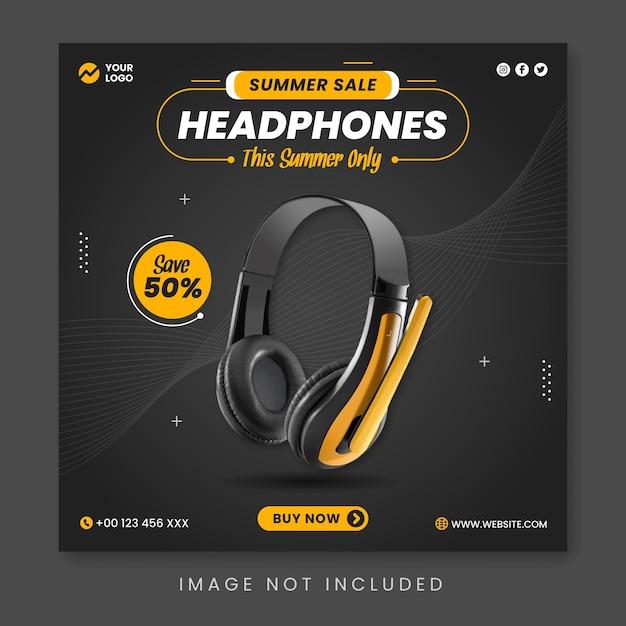 YOUR
LOGO
SUMMER SALE
HEADPHONES
This Summer Only
Save
50%
+00 123 456 XXX
BUY NOW
WWW.WEBSITE.COM
IMAGE NOT INCLUDED